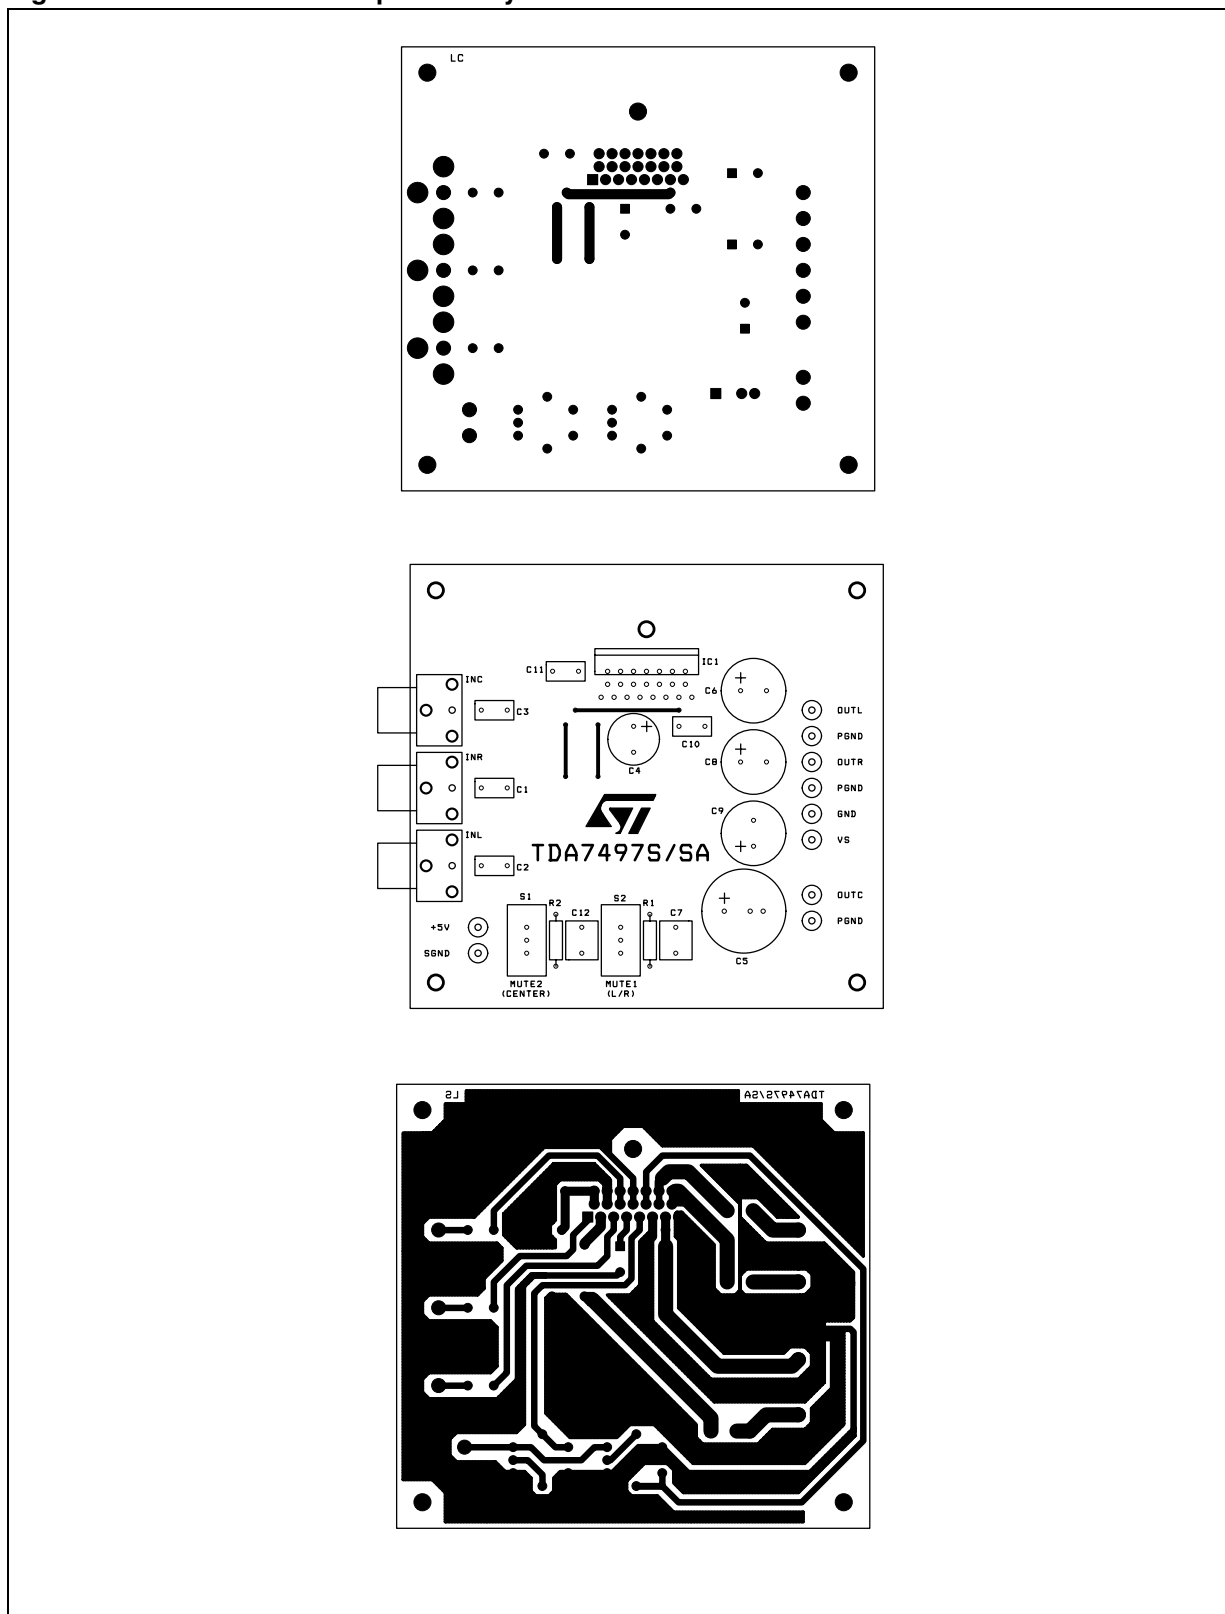 LC
INC
C11
IC1
C6
C3
C10
OUTL
PGND
INR
C4
C8
OUTR
C1
PGND
C9
GND
INL
VS
TDA7497S/SA
C2
S1
R2
C12
S2
R1
C7
OUTC
+5V
PGND
SGND
C5
MUTE2
(CENTER)
MUTE1
(L/R)
LS
TDA7497S/SA